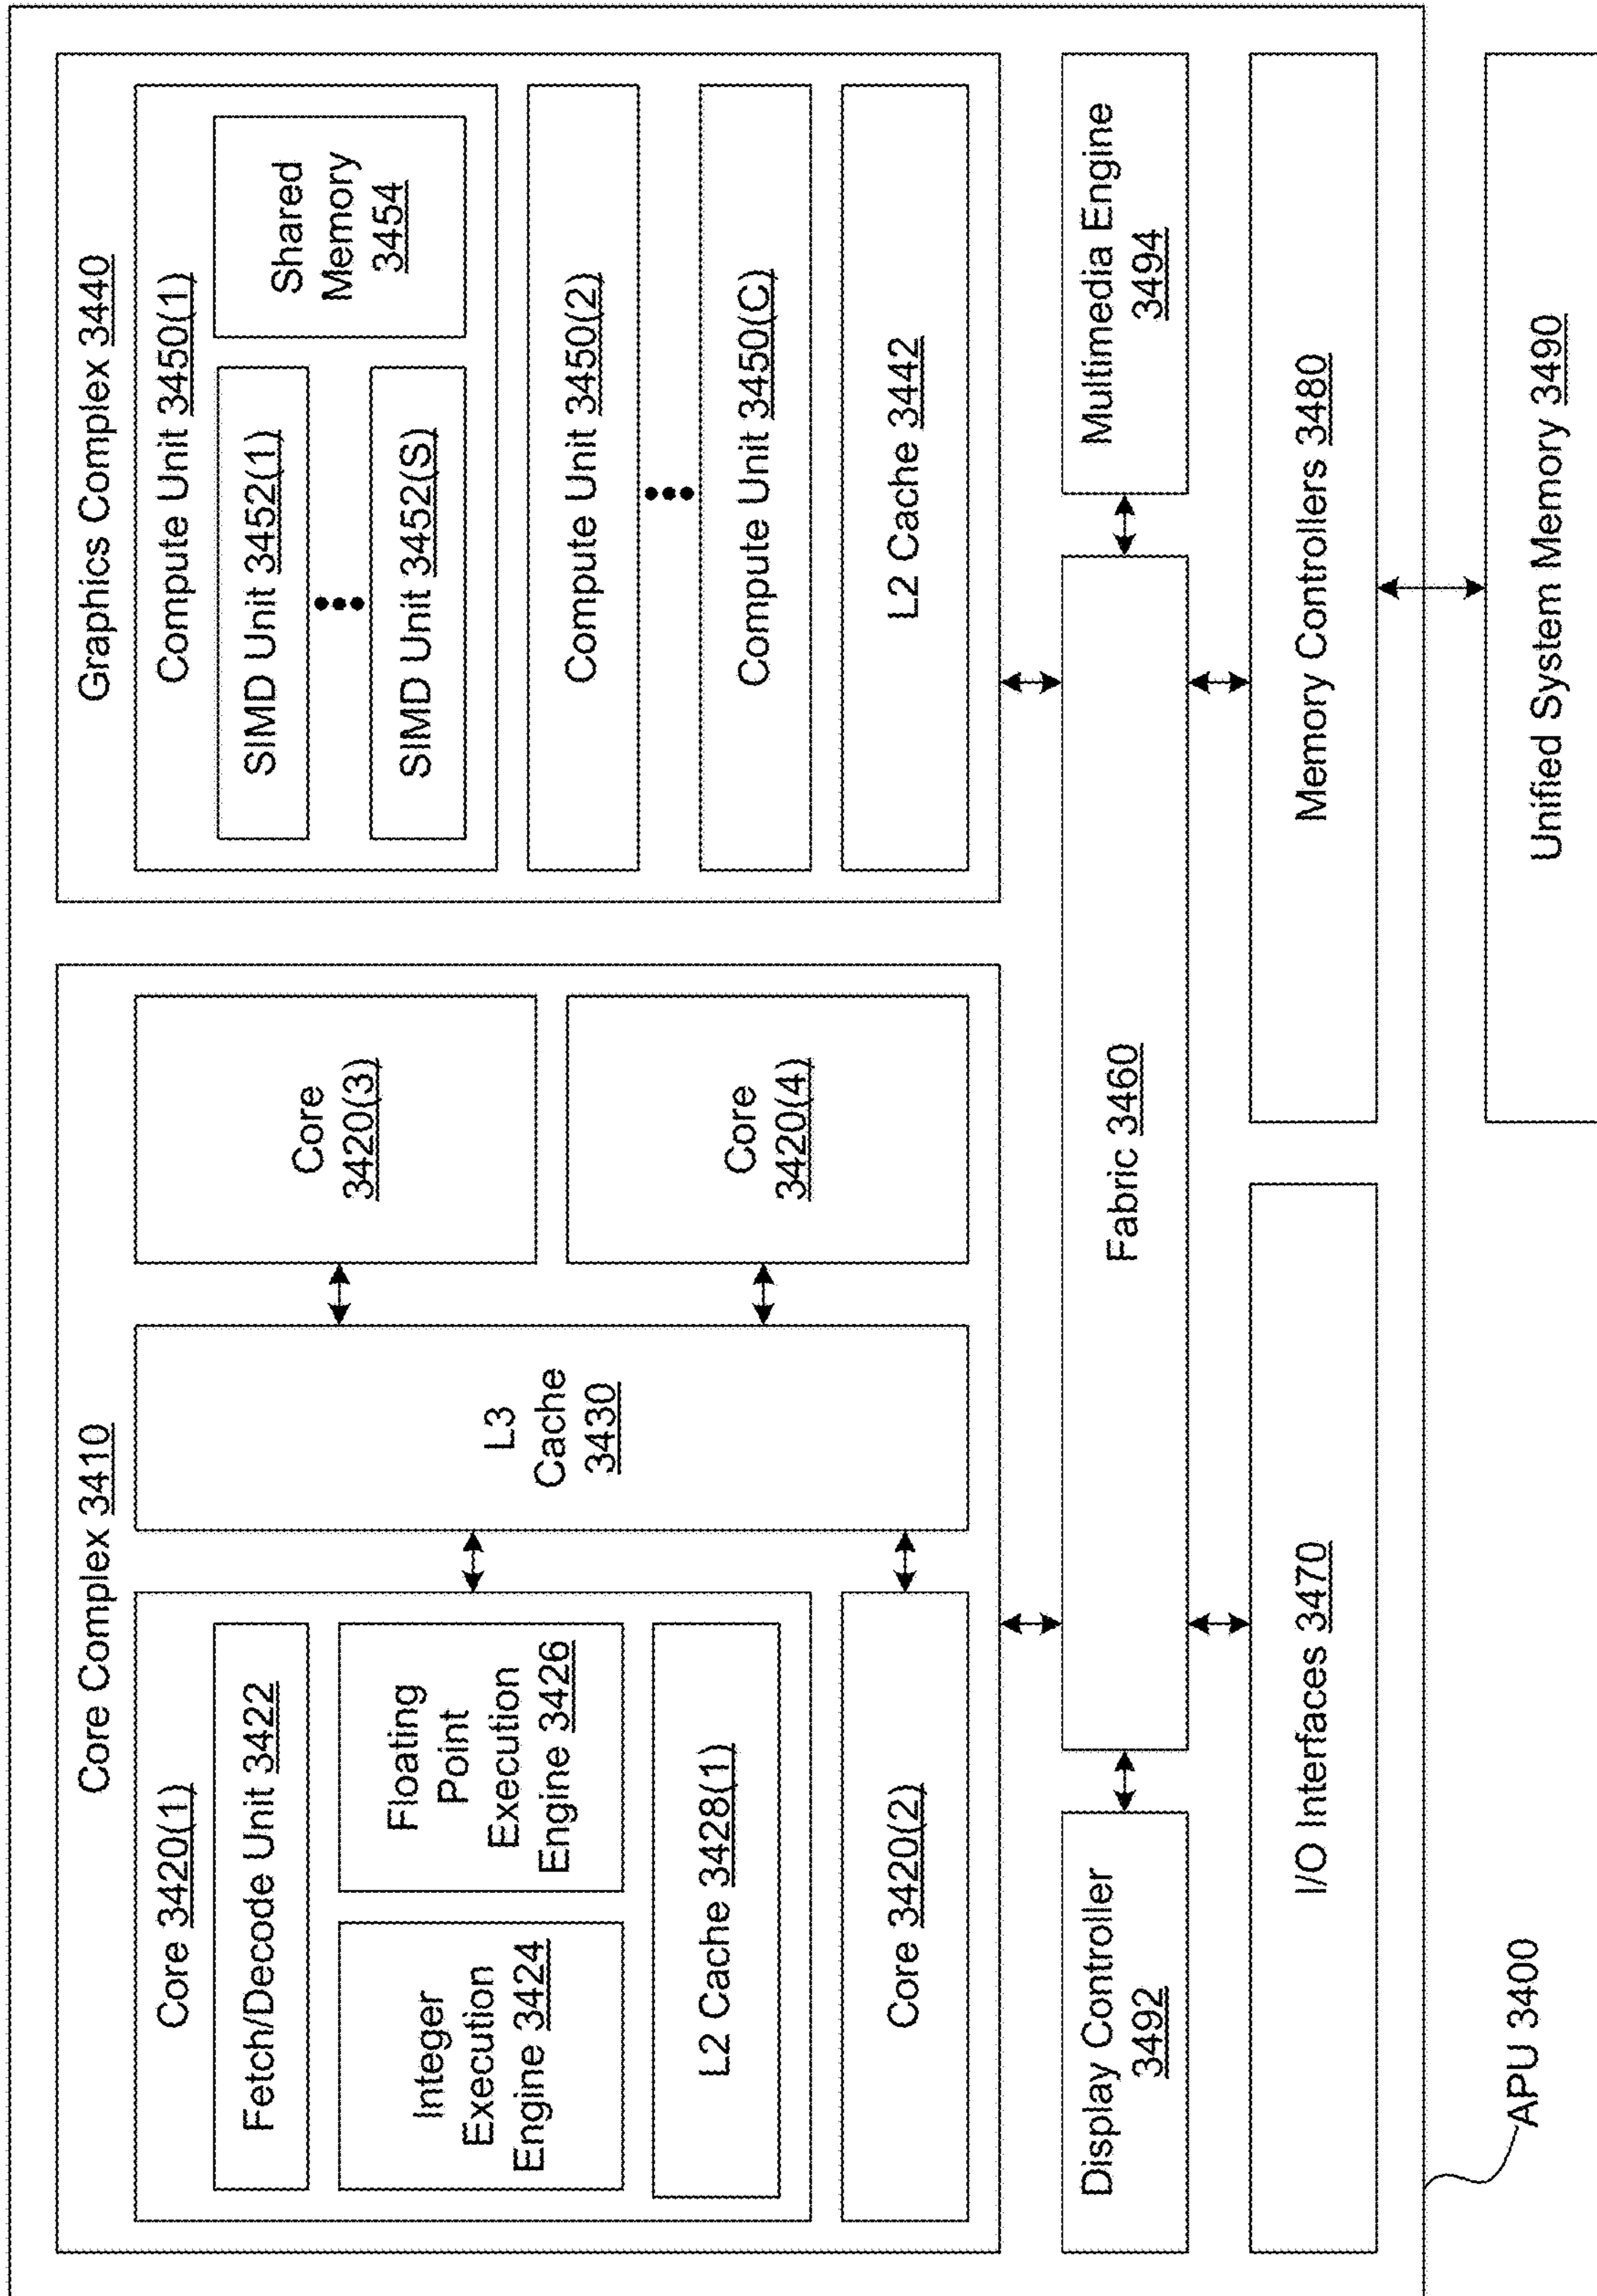 Core Complex 3410
Core 3420(1)
Fetch/Decode Unit 3422
Integer
Execution
Engine 3424
Floating
Point
Execution
Engine 3426
L2 Cache 3428(1)
Core 3420(2)
L3
Cache
3430
Core
3420(3)
Core
3420(4)
Graphics Complex 3440
Compute Unit 3450(1)
SIMD Unit 3452(1)
SIMD Unit 3452(S)
Shared
Memory
3454
Compute Unit 3450(2)
Compute Unit 3450(C)
L2 Cache 3442
Display Controller
3492
Fabric 3460
Multimedia Engine
3494
I/O Interfaces 3470
Memory Controllers 3480
APU 3400
Unified System Memory 3490